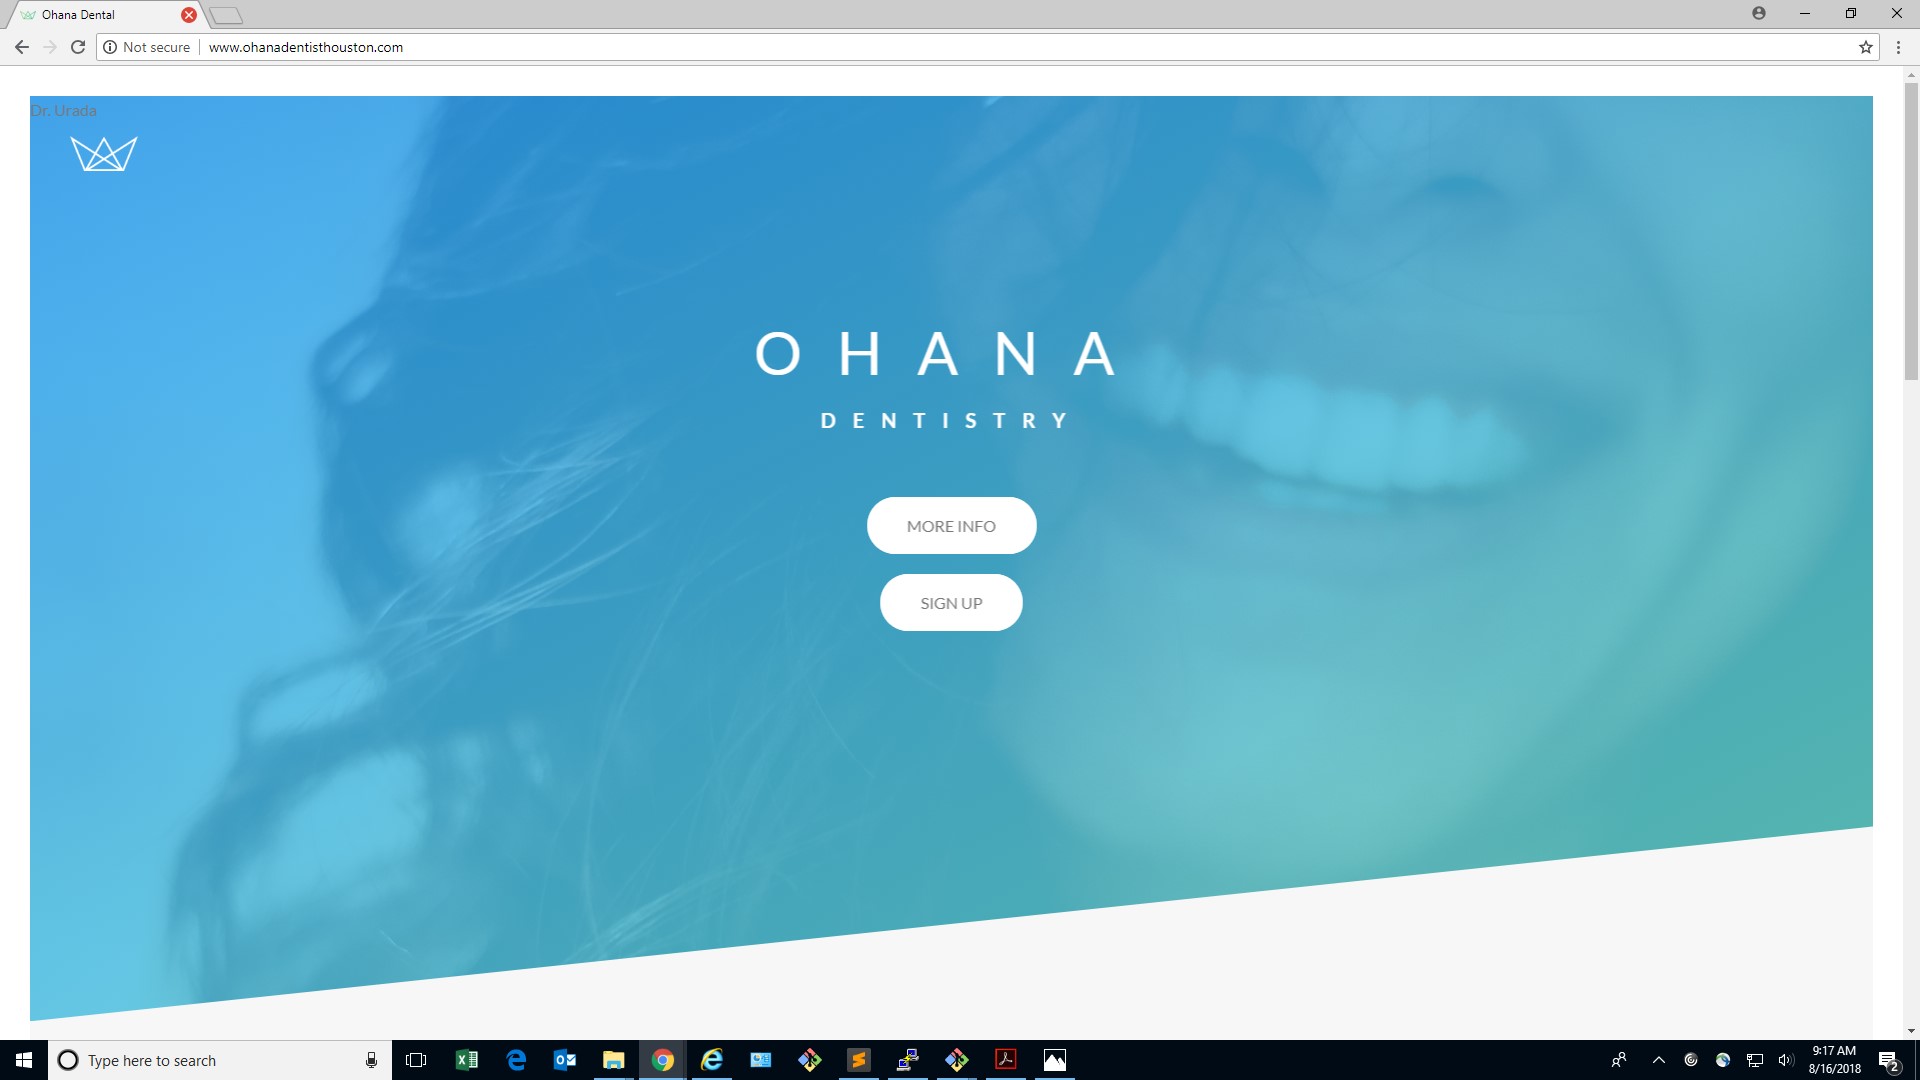 Ohana Dental
Not secure
www.ohanadentisthouston.com
Dr. Urada
OHANA
DENTISTRY
MORE INFO
SIGN UP
Type here to search
9:17 AM
8/16/2018
2